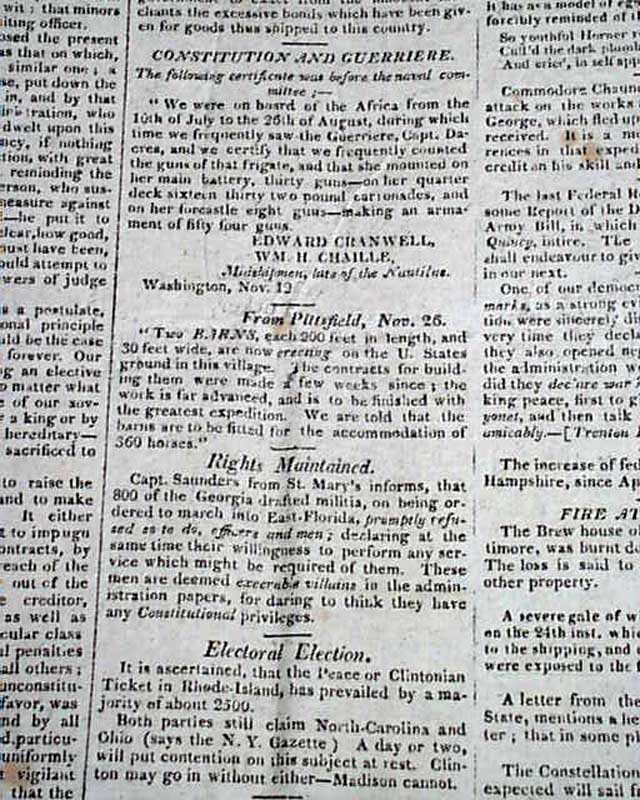 wit ; that minors
iting officer.
osed the present
as that on which,
similar one ; a
se, put down the
in, and by that
tration, who
dwelt upon this
ncy, if nothing
tion, with great
reminding the
erson, who sus-
measure against
—he put it to
clear, how good,
must have been,
ould attempt to
wers of judge
s a postulate,
onal principle
uld be the case
forever. Our
ng an elective
o matter what
e of our sov-
a king or by
hereditary—
sacrificed to
to raise the
and to make
It either
t to impugn
ontracts, by
reach of the
out of the
e creditor,
as well as
cular class
al penalties
all others ;
unconstitu-
favor, was
nd by all
d. particu-
uniformly
vigilant
that the
chants the excessive bonds which have been giv-
en for goods thus shipped to this country.
CONSTITUTION AND GUERRIERE.
The following certificate was before the naval com-
mittee ;—
"We were on board of the Africa from the
16th of July to the 26th of August, during which
time we frequently saw the Guerriere, Capt. Da-
cres, and we certify that we frequently counted
the guns of that frigate, and that she mounted on
her main battery, thirty guns—on her quarter
deck sixteen thirty two pound carronades, and
on her forecastle eight guns—making an arma-
ment of fifty four guns.
EDWARD CRANWELL,
WM. H. CHAILLE,
Midshipmen, late of the Nautilus.
Washington, Nov. 12
From Pittsfield, Nov. 26.
"Two BARNS, each 200 feet in length, and
30 feet wide, are now erecting on the U. States
ground in this village. The contracts for build-
ing them were made a few weeks since ; the
work is far advanced, and is to be finished with
the greatest expedition. We are told that the
barns are to be fitted for the accommodation of
360 horses."
Rights Maintained.
Capt. Saunders from St. Mary's informs, that
800 of the Georgia drafted militia, on being or-
dered to march into East-Florida, promptly refu-
sed so to do, officers and men ; declaring at the
same time their willingness to perform any ser-
vice which might be required of them. These
men are deemed execrable villains in the admin-
istration papers, for daring to think they have
any Constitutional privileges.
Electoral Election.
It is ascertained, that the Peace or Clintonian
Ticket in Rhode-Island, has prevailed by a ma-
jority of about 2500.
Both parties still claim North-Carolina and
Ohio (says the N. Y. Gazette) A day or two,
will put contention on this subject at rest. Clin-
ton may go in without either—Madison cannot.
it has as a model of
forcibly reminded of
So youthful Horner
Cull'd the dark plum
And cries', in self app
Commodore Chaun
attack on the works
George, which fled up
received. It is a n
rences in that exped
credit on his skill and
The last Federal R
some Report of the D
Army Bill, in which
Quincy, intire. The
shall endeavour to giv
in our next.
One of our democ
marks, as a strong c
tion were sincerely di
very time they decla
they also opened ne
the administration w
did they declare war
king peace, first to g
yonet, and then talk
amicably.—[Trenton
The increase of fed
Hampshire, since Ap
FIRE AT
The Brew house o
timore, was burnt d
The loss is said to
other property.
A severe gale of w
on the 24th inst. whic
to the shipping, and
were exposed to the
A letter from the
State, mentions a he
ter ; that in some pl
The Constellation
expected will sail f